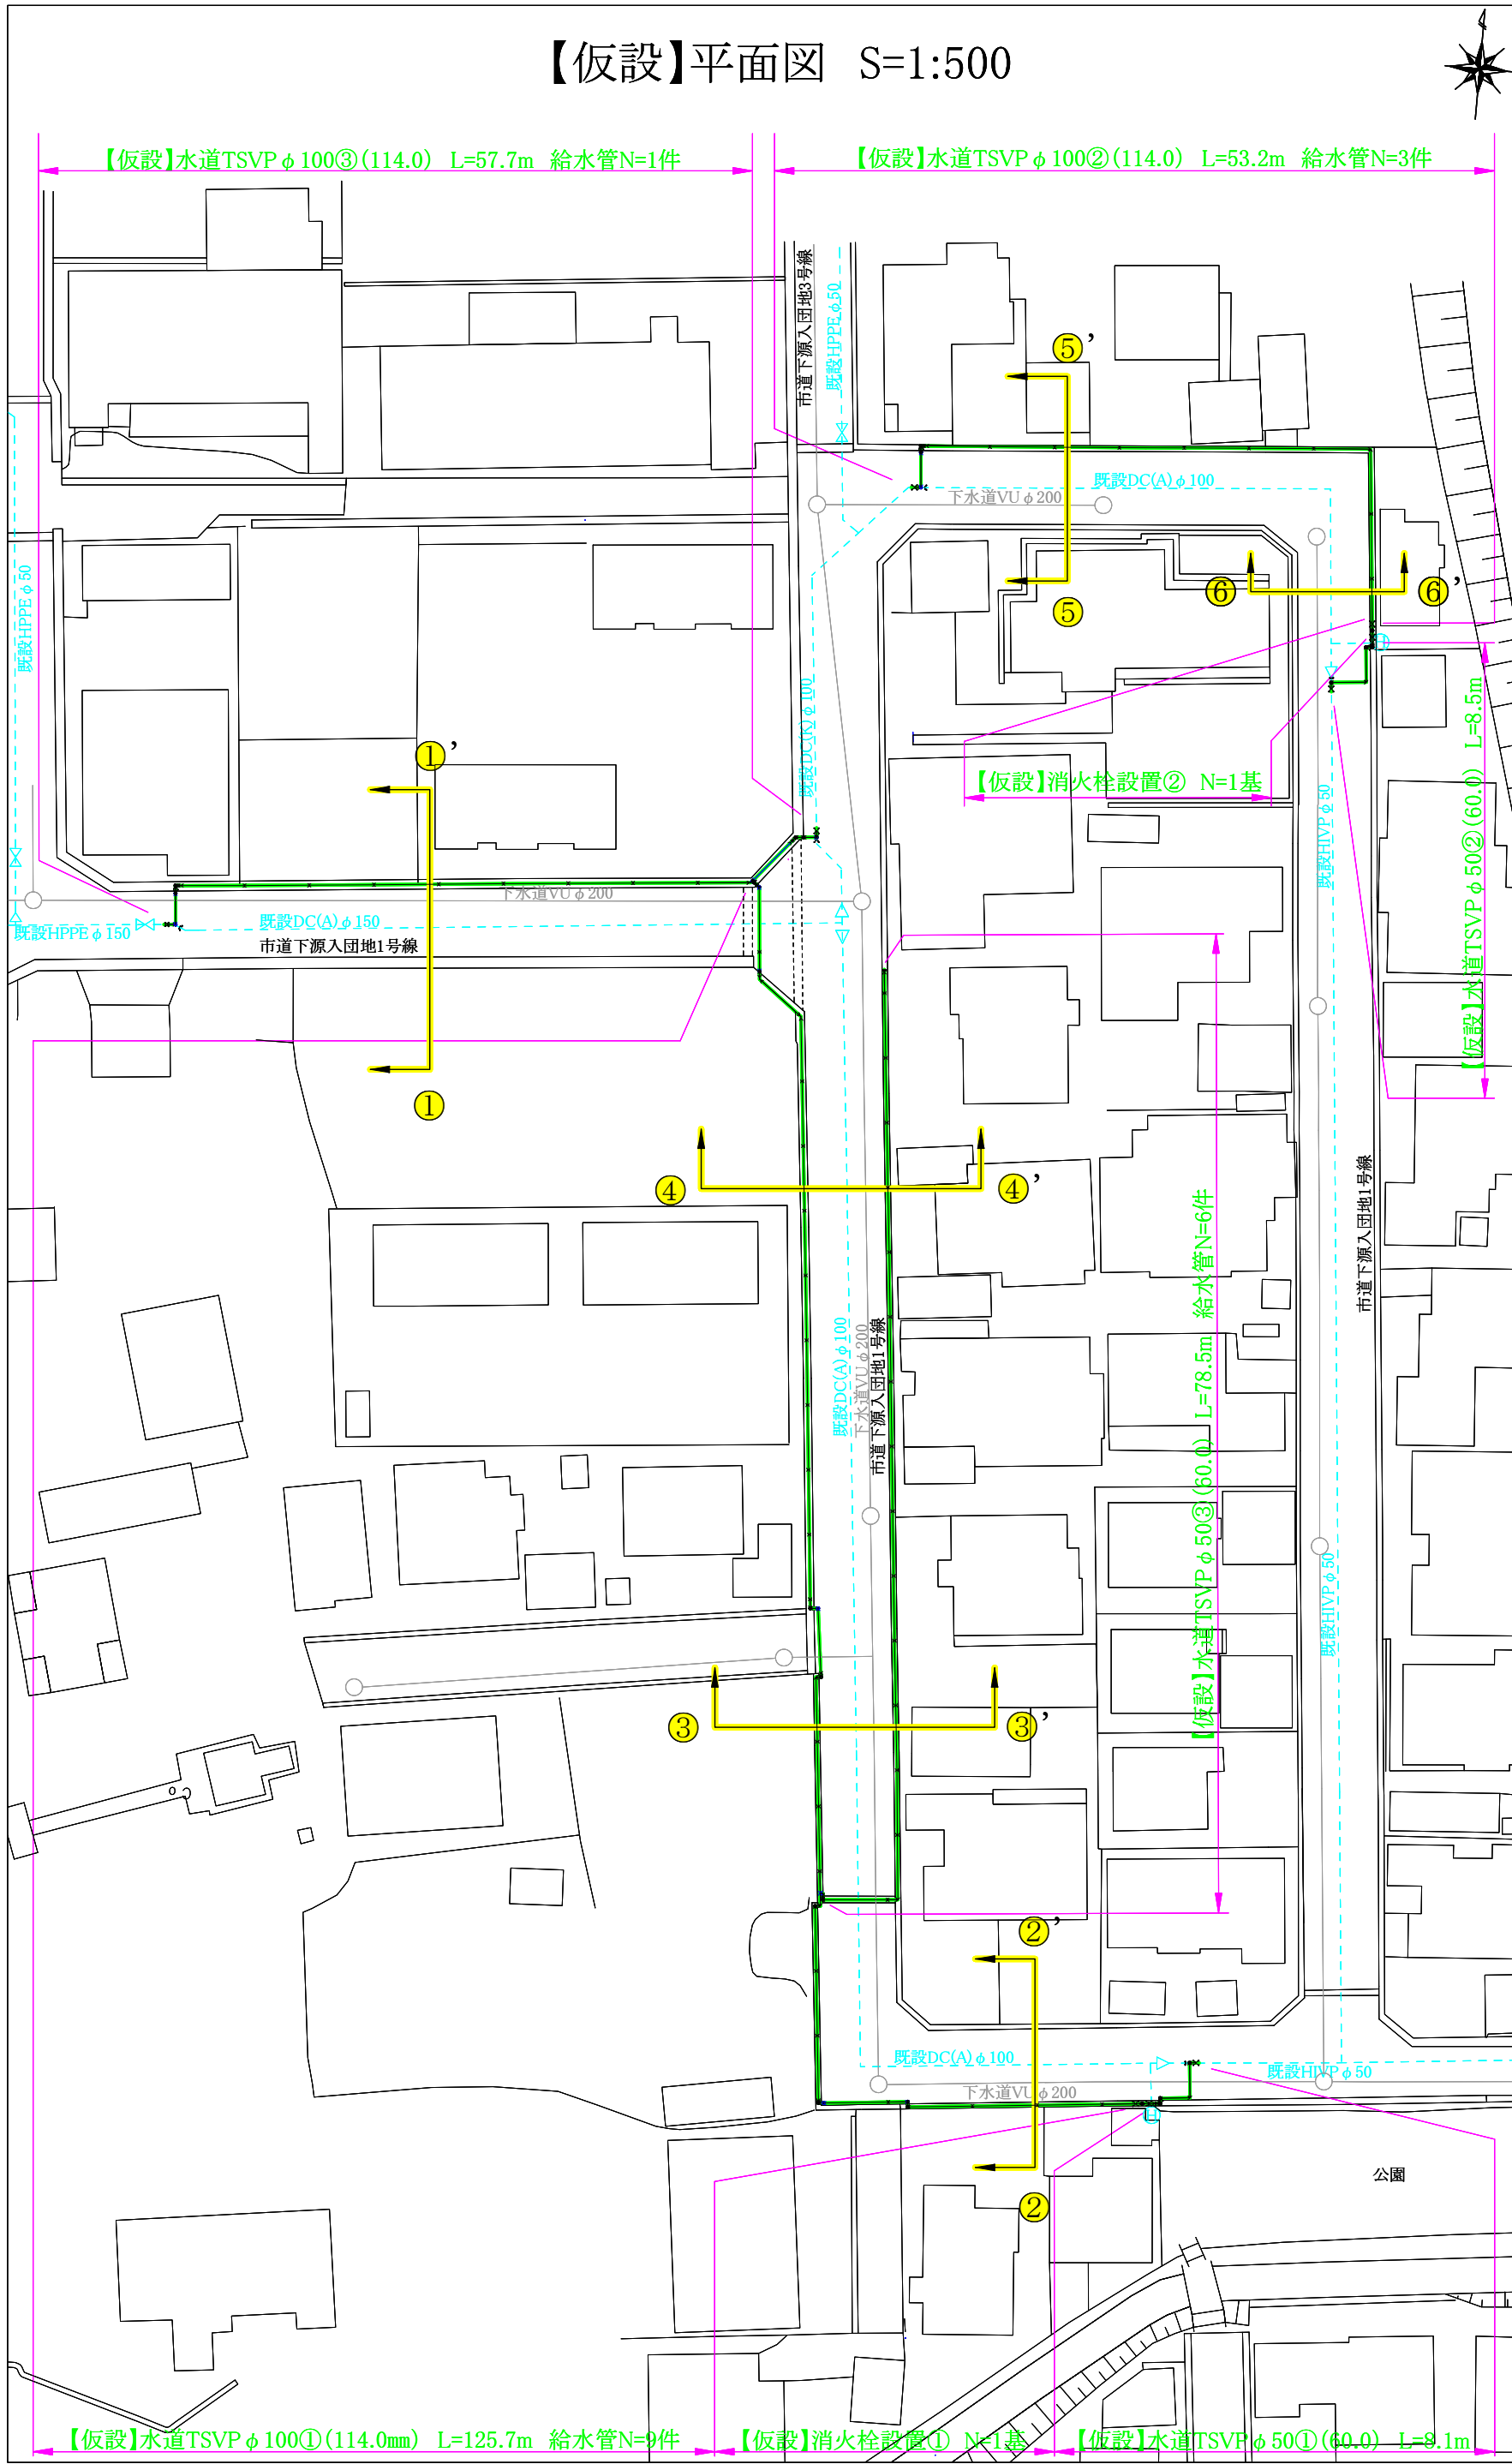 【仮設】平面図 S=1:500
【仮設】水道TSVPφ100③(114.0) L=57.7m 給水管N=1件
【仮設】水道TSVPφ100②(114.0) L=53.2m 給水管N=3件
市道下源入団地3号線
既設HPPEφ50
⑤’
既設DC(A)φ100
下水道VUφ200
既設HPPEφ50
⑤
⑥
⑥’
H
既設DC(K)φ100
①’
【仮設】消火栓設置② N=1基
既設HIVPφ50
【仮設】水道TSVPφ50②(60.0) L=8.5m
下水道VUφ200
既設DC(A)φ150
既設HPPEφ150
市道下源入団地1号線
①
④
④’
市道下源入団地1号線
【仮設】水道TSVPφ50③(60.0) L=78.5m 給水管N=6件
既設DC(A)φ100
下水道VUφ200
市道下源入団地1号線
既設HIVPφ50
③
③’
②’
既設DC(A)φ100
下水道VUφ200
既設HIVPφ50
H
公園
②
【仮設】水道TSVPφ100①(114.0mm) L=125.7m 給水管N=9件
【仮設】消火栓設置① N=1基
【仮設】水道TSVPφ50①(60.0) L=8.1m